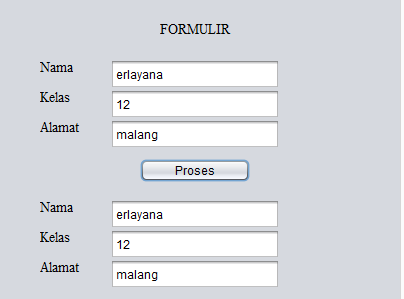 FORMULIR
Nama erlayana
Kelas 12
Alamat malang
Proses
Nama erlayana
Kelas 12
Alamat malang